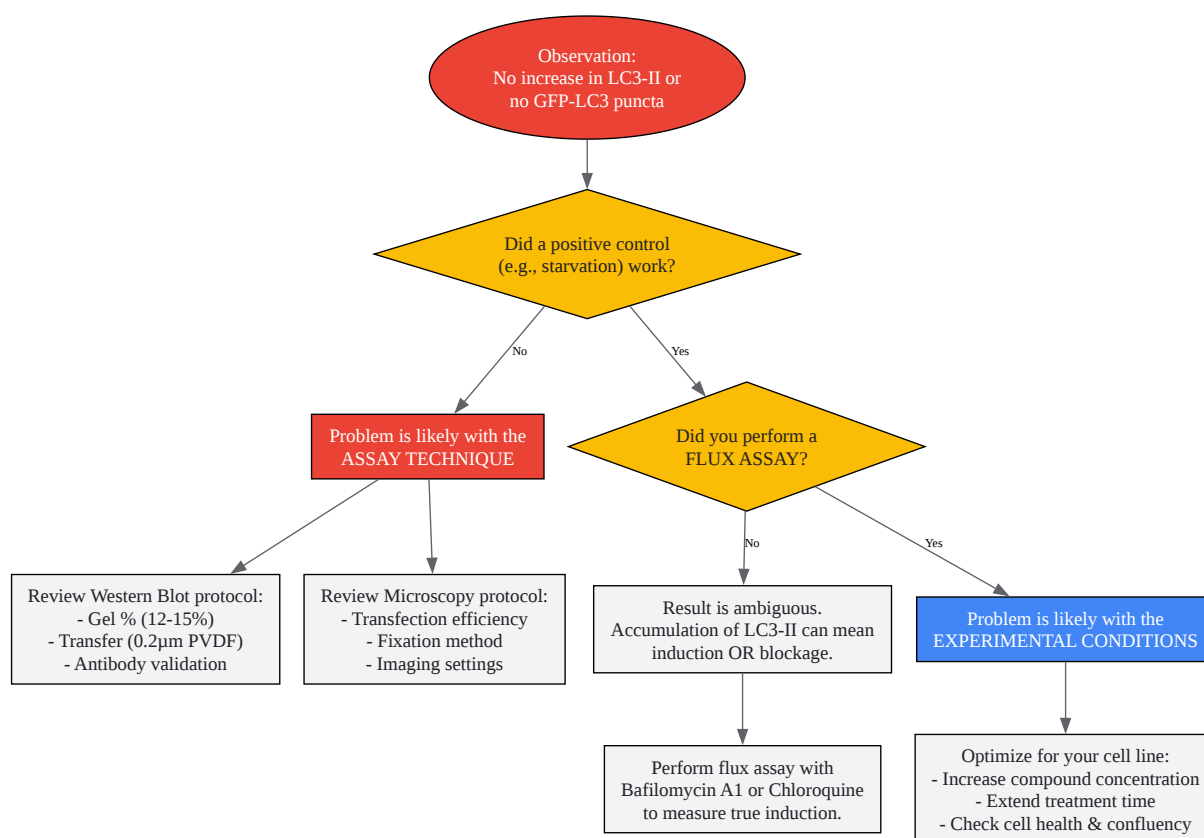 Observation:
No increase in LC3-II or
no GFP-LC3 puncta
Did a positive control
(e.g., starvation) work?
No
Yes
Problem is likely with the
ASSAY TECHNIQUE
Did you perform a
FLUX ASSAY?
No
Yes
Review Western Blot protocol:
- Gel % (12-15%)
- Transfer (0.2µm PVDF)
- Antibody validation
Review Microscopy protocol:
- Transfection efficiency
- Fixation method
- Imaging settings
Result is ambiguous.
Accumulation of LC3-II can mean
induction OR blockage.
Problem is likely with the
EXPERIMENTAL CONDITIONS
Perform flux assay with
Bafilomycin A1 or Chloroquine
to measure true induction.
Optimize for your cell line:
- Increase compound concentration
- Extend treatment time
- Check cell health & confluency